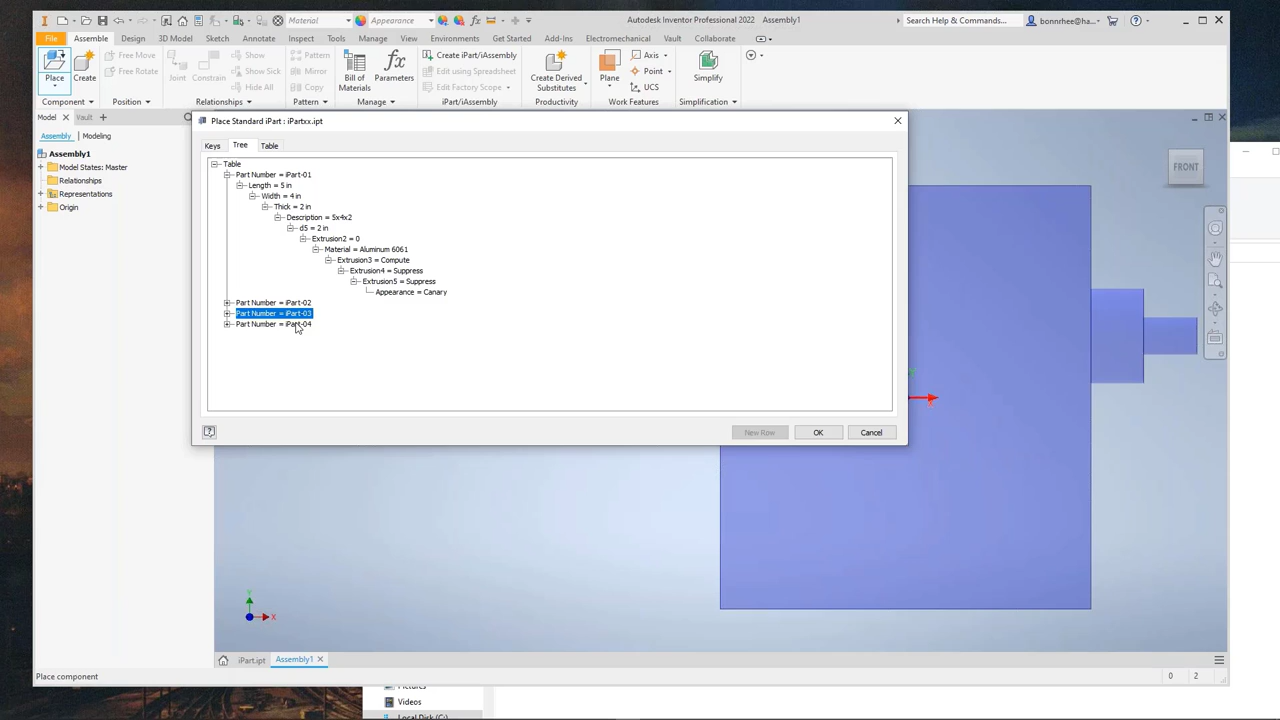 Material
Appearance
Autodesk Inventor Professional 2022 Assembly1
Search Help & Commands...
bonnrhee@ha...
File Assemble Design 3D Model Sketch Annotate Inspect Tools Manage View Environments Get Started Add-Ins Electromechanical Vault Collaborate
Place
Create
Free Move
Free Rotate
Joint
Constrain
Show
Show Sick
Hide All
Pattern
Mirror
Copy
Bill of
Materials
fx
Parameters
Create iPart/iAssembly
Edit using Spreadsheet
Edit Factory Scope
Create Derived
Substitutes
Plane
Axis
Point
UCS
Simplify
Component Position Relationships Pattern Manage iPart/iAssembly Productivity Work Features Simplification
Model Vault
Assembly Modeling
Assembly1
Model States: Master
Relationships
Representations
Origin
Place Standard iPart : iPartxx.ipt
Keys Tree Table
Table
Part Number = iPart-01
Length = 5 in
Width = 4 in
Thick = 2 in
Description = 5x4x2
d5 = 2 in
Extrusion2 = 0
Material = Aluminum 6061
Extrusion3 = Compute
Extrusion4 = Suppress
Extrusion5 = Suppress
Appearance = Canary
Part Number = iPart-02
Part Number = iPart-03
Part Number = iPart-04
New Row OK Cancel
FRONT
Y
X
iPart.ipt Assembly1
Place component
0 2
Pictures
Videos
Local Disk (C:)